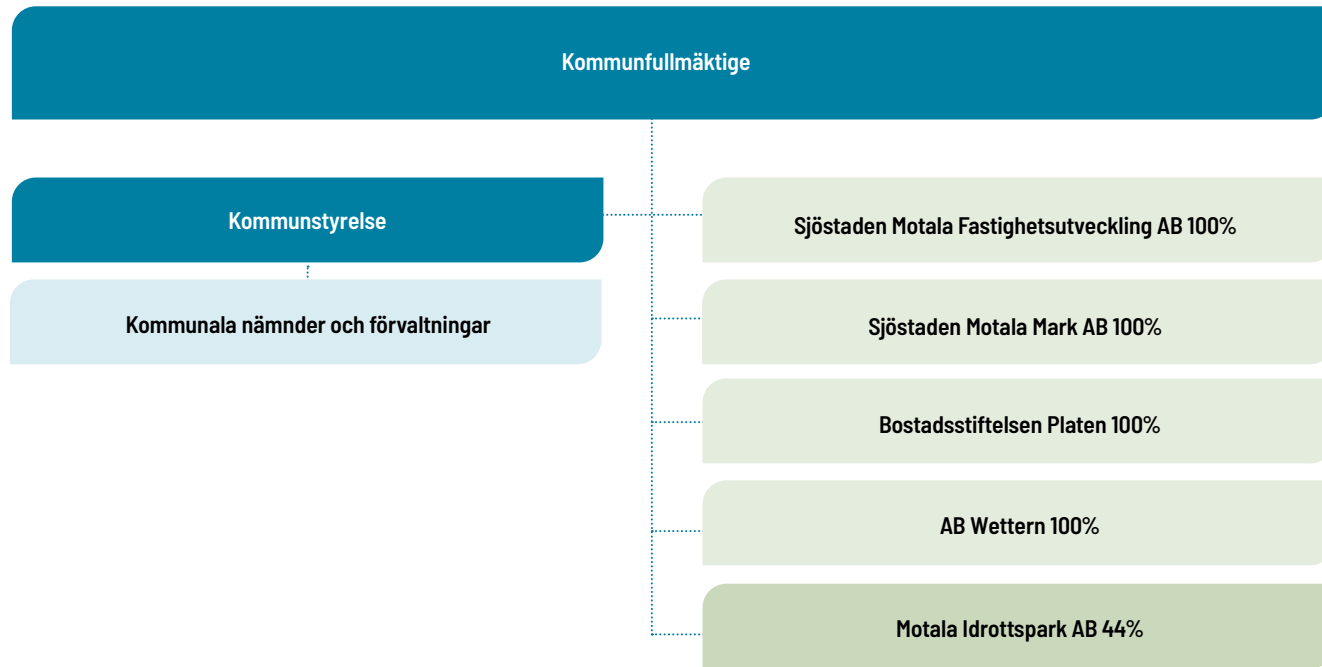 Kommunfullmäktige
Kommunstyrelse
Kommunala nämnder och förvaltningar
Sjöstaden Motala Fastighetsutveckling AB 100%
Sjöstaden Motala Mark AB 100%
Bostadsstiftelsen Platen 100%
AB Wettern 100%
Motala Idrottspark AB 44%